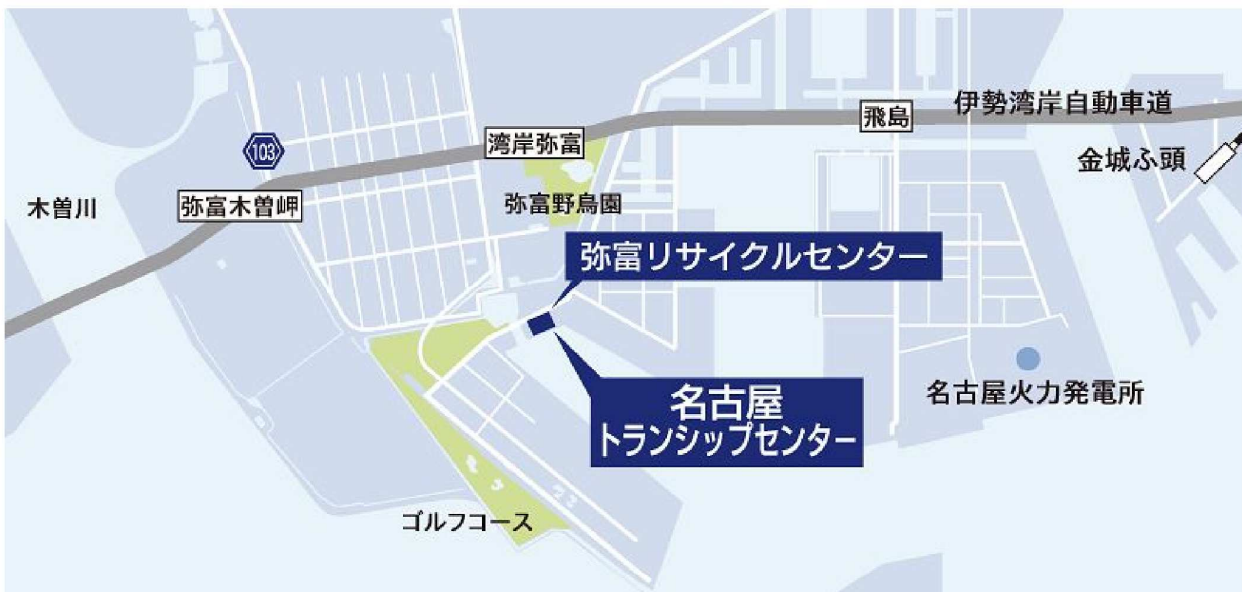 伊勢湾岸自動車道
飛島
湾岸弥富
103
金城ふ頭
弥富木曽岬
木曽川
弥富野鳥園
弥富リサイクルセンター
名古屋火力発電所
名古屋
トランシップセンター
ゴルフコース